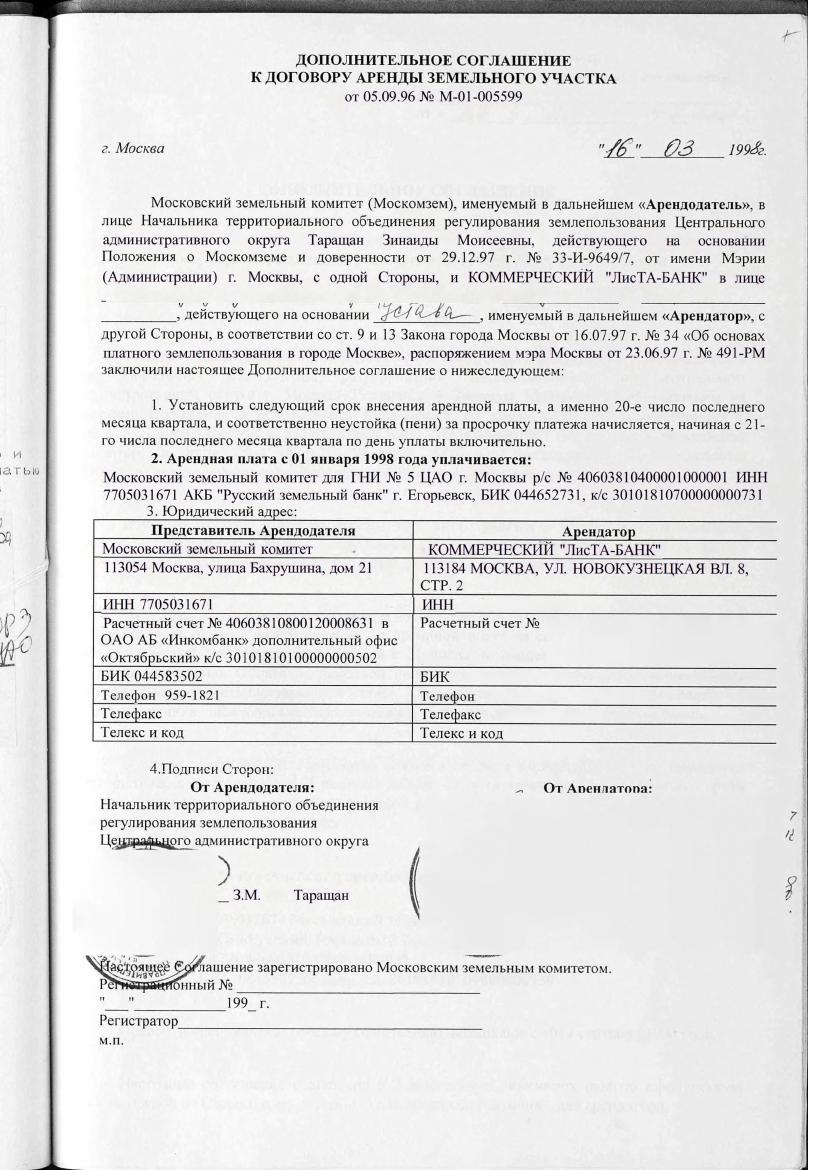 ДОПОЛНИТЕЛЬНОЕ СОГЛАШЕНИЕ
К ДОГОВОРУ АРЕНДЫ ЗЕМЕЛЬНОГО УЧАСТКА
от 05.09.96 № М-01-005599
г. Москва "16" 03 1998г.
Московский земельный комитет (Москомзем), именуемый в дальнейшем «Арендодатель», в
лице Начальника территориального объединения регулирования землепользования Центрального
административного округа Таращан Зинаиды Моисеевны, действующего на основании
Положения о Москомземе и доверенности от 29.12.97 г. № 33-И-9649/7, от имени Мэрии
(Администрации) г. Москвы, с одной Стороны, и КОММЕРЧЕСКИЙ "ЛисТА-БАНК" в лице
____________, действующего на основании Устава, именуемый в дальнейшем «Арендатор», с
другой Стороны, в соответствии со ст. 9 и 13 Закона города Москвы от 16.07.97 г. № 34 «Об основах
платного землепользования в городе Москве», распоряжением мэра Москвы от 23.06.97 г. № 491-РМ
заключили настоящее Дополнительное соглашение о нижеследующем:
1. Установить следующий срок внесения арендной платы, а именно 20-е число последнего
месяца квартала, и соответственно неустойка (пени) за просрочку платежа начисляется, начиная с 21-
го числа последнего месяца квартала по день уплаты включительно.
2. Арендная плата с 01 января 1998 года уплачивается:
Московский земельный комитет для ГНИ № 5 ЦАО г. Москвы р/с № 40603810400001000001 ИНН
7705031671 АКБ "Русский земельный банк" г. Егорьевск, БИК 044652731, к/с 30101810700000000731
3. Юридический адрес:
Представитель Арендодателя Арендатор
Московский земельный комитет КОММЕРЧЕСКИЙ "ЛисТА-БАНК"
113054 Москва, улица Бахрушина, дом 21 113184 МОСКВА, УЛ. НОВОКУЗНЕЦКАЯ ВЛ. 8,
СТР. 2
ИНН 7705031671 ИНН
Расчетный счет № 40603810800120008631 в Расчетный счет №
ОАО АБ «Инкомбанк» дополнительный офис
«Октябрьский» к/с 30101810100000000502
БИК 044583502 БИК
Телефон 959-1821 Телефон
Телефакс Телефакс
Телекс и код Телекс и код
4.Подписи Сторон:
От Арендодателя: От Арендатора:
Начальник территориального объединения
регулирования землепользования
Центрального административного округа
_ З.М. Таращан
Настоящее Соглашение зарегистрировано Московским земельным комитетом.
Регистрационный № ________________
"___"____________199_ г.
Регистратор________________
м.п.